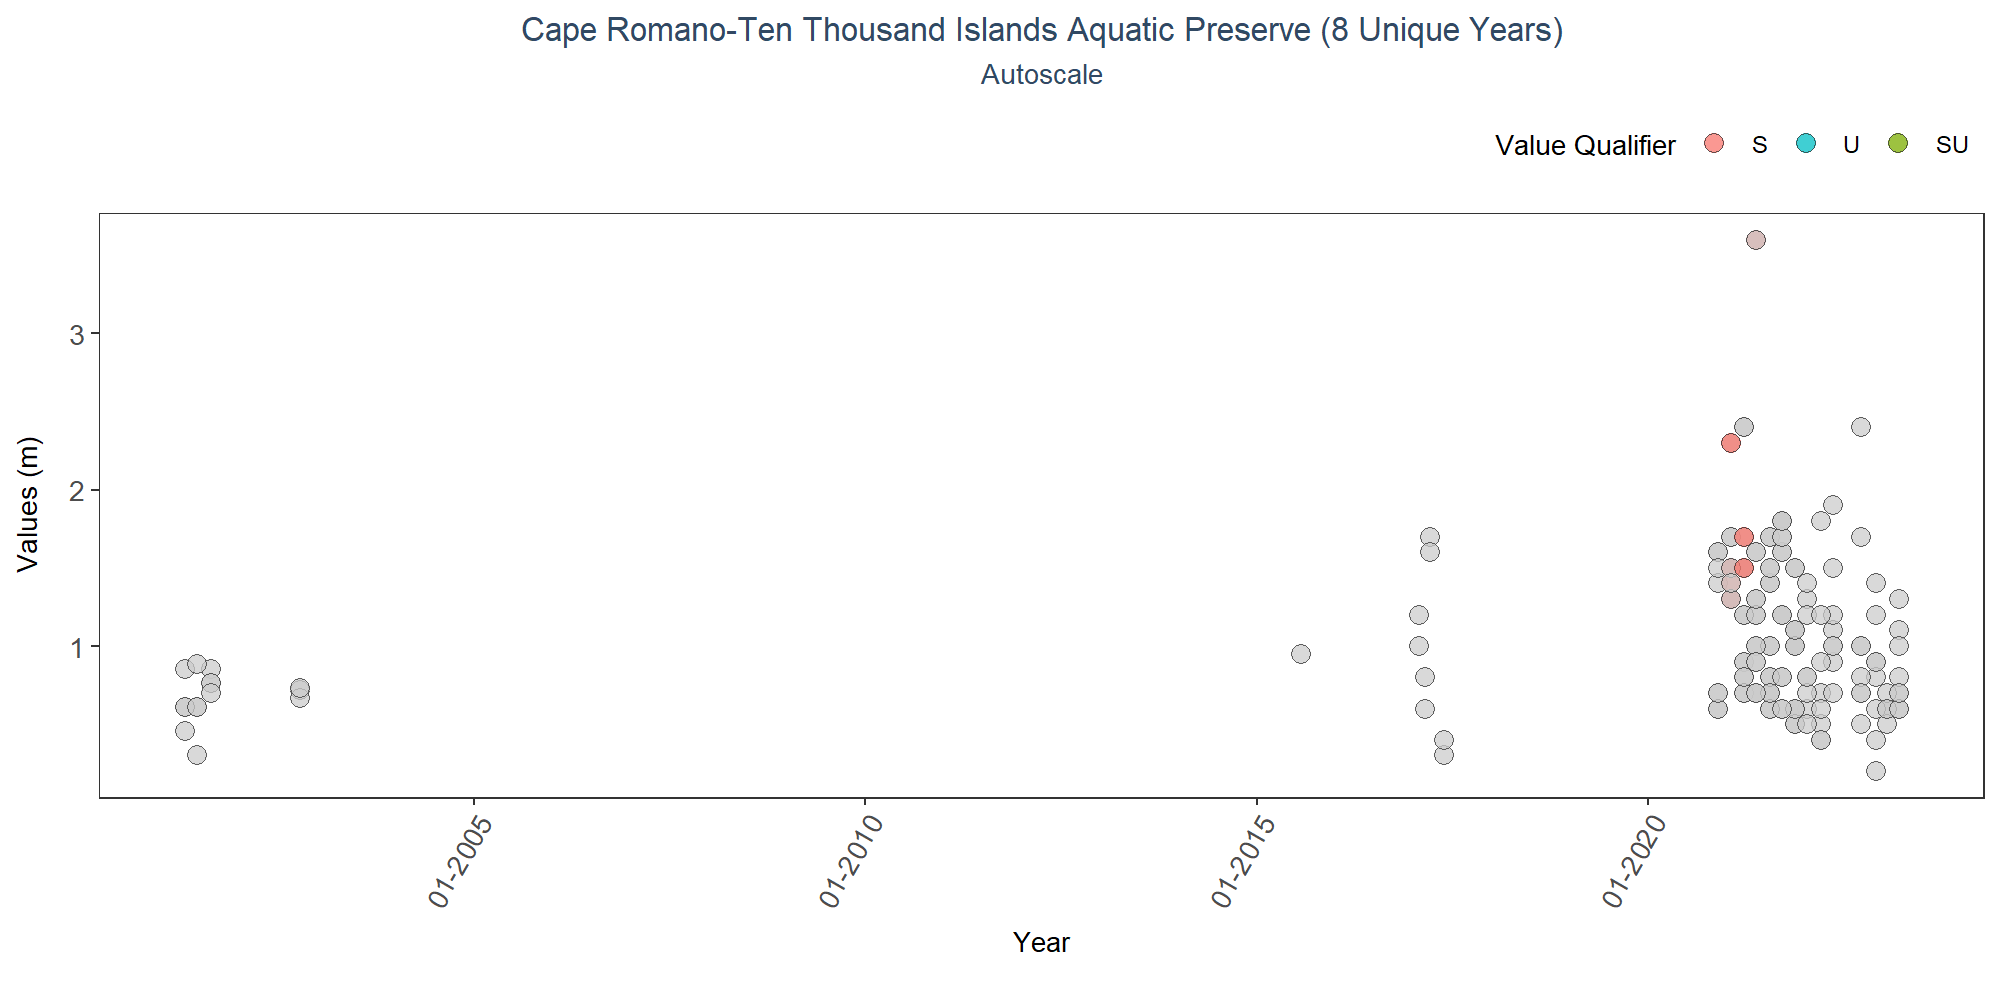 Cape Romano-Ten Thousand Islands Aquatic Preserve (8 Unique Years)
Autoscale
Value Qualifier S U SU
Values (m)
3
2
1
01-2005 01-2010 01-2015 01-2020
Year